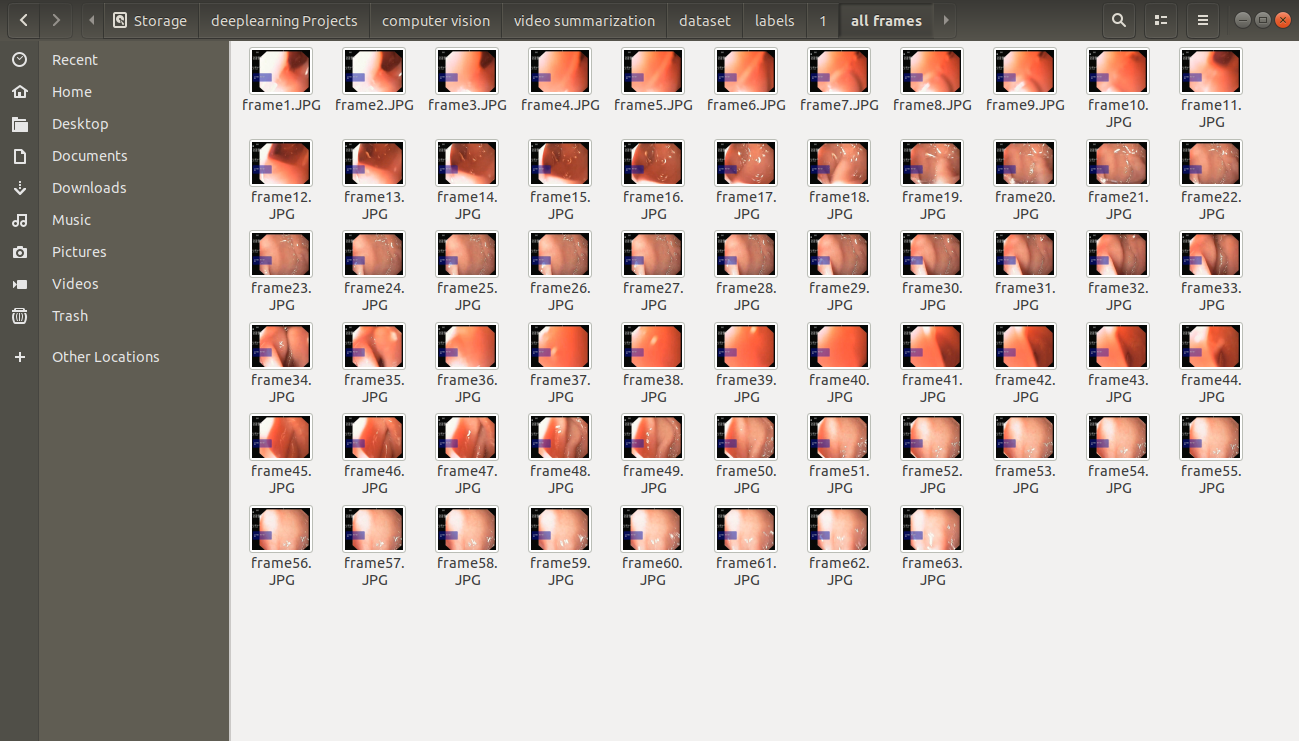 Storage deeplearning Projects computer vision video summarization dataset labels 1 all frames
Recent
Home
Desktop
Documents
Downloads
Music
Pictures
Videos
Trash
Other Locations
frame1.JPG frame2.JPG frame3.JPG frame4.JPG frame5.JPG frame6.JPG frame7.JPG frame8.JPG frame9.JPG frame10. frame11.
JPG JPG
frame12. frame13. frame14. frame15. frame16. frame17. frame18. frame19. frame20. frame21. frame22.
JPG JPG JPG JPG JPG JPG JPG JPG JPG JPG JPG
frame23. frame24. frame25. frame26. frame27. frame28. frame29. frame30. frame31. frame32. frame33.
JPG JPG JPG JPG JPG JPG JPG JPG JPG JPG JPG
frame34. frame35. frame36. frame37. frame38. frame39. frame40. frame41. frame42. frame43. frame44.
JPG JPG JPG JPG JPG JPG JPG JPG JPG JPG JPG
frame45. frame46. frame47. frame48. frame49. frame50. frame51. frame52. frame53. frame54. frame55.
JPG JPG JPG JPG JPG JPG JPG JPG JPG JPG JPG
frame56. frame57. frame58. frame59. frame60. frame61. frame62. frame63.
JPG JPG JPG JPG JPG JPG JPG JPG